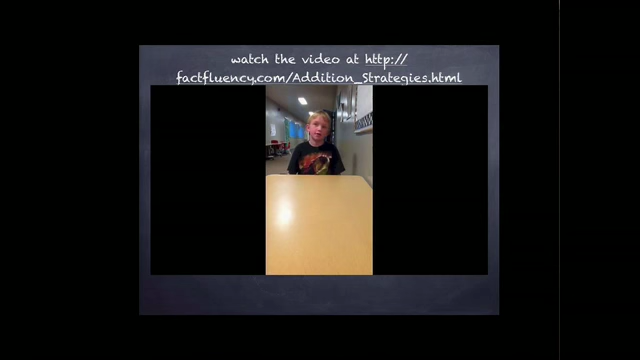 watch the video at http://
factfluency.com/Addition_Strategies.html